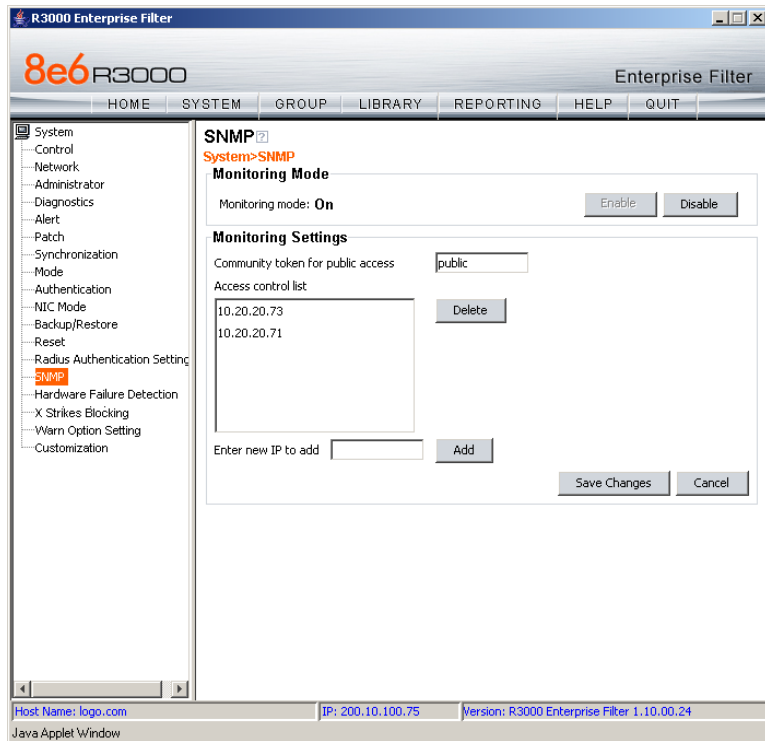 R3000 Enterprise Filter
8e6 R3000
Enterprise Filter
HOME SYSTEM GROUP LIBRARY REPORTING HELP QUIT
System
Control
Network
Administrator
Diagnostics
Alert
Patch
Synchronization
Mode
Authentication
NIC Mode
Backup/Restore
Reset
Radius Authentication Setting
SNMP
Hardware Failure Detection
X Strikes Blocking
Warn Option Setting
Customization
SNMP ?
System>SNMP
Monitoring Mode
Monitoring mode: On
Enable Disable
Monitoring Settings
Community token for public access public
Access control list
10.20.20.73
10.20.20.71
Delete
Enter new IP to add Add
Save Changes Cancel
Host Name: logo.com IP: 200.10.100.75 Version: R3000 Enterprise Filter 1.10.00.24
Java Applet Window